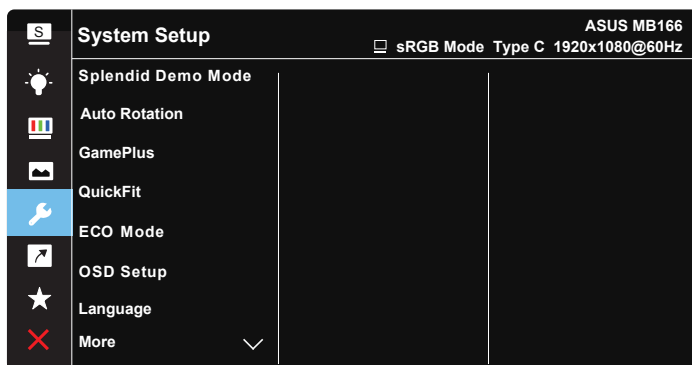 S
System Setup
ASUS MB166
sRGB Mode Type C 1920x1080@60Hz
Splendid Demo Mode
Auto Rotation
GamePlus
QuickFit
ECO Mode
OSD Setup
Language
More